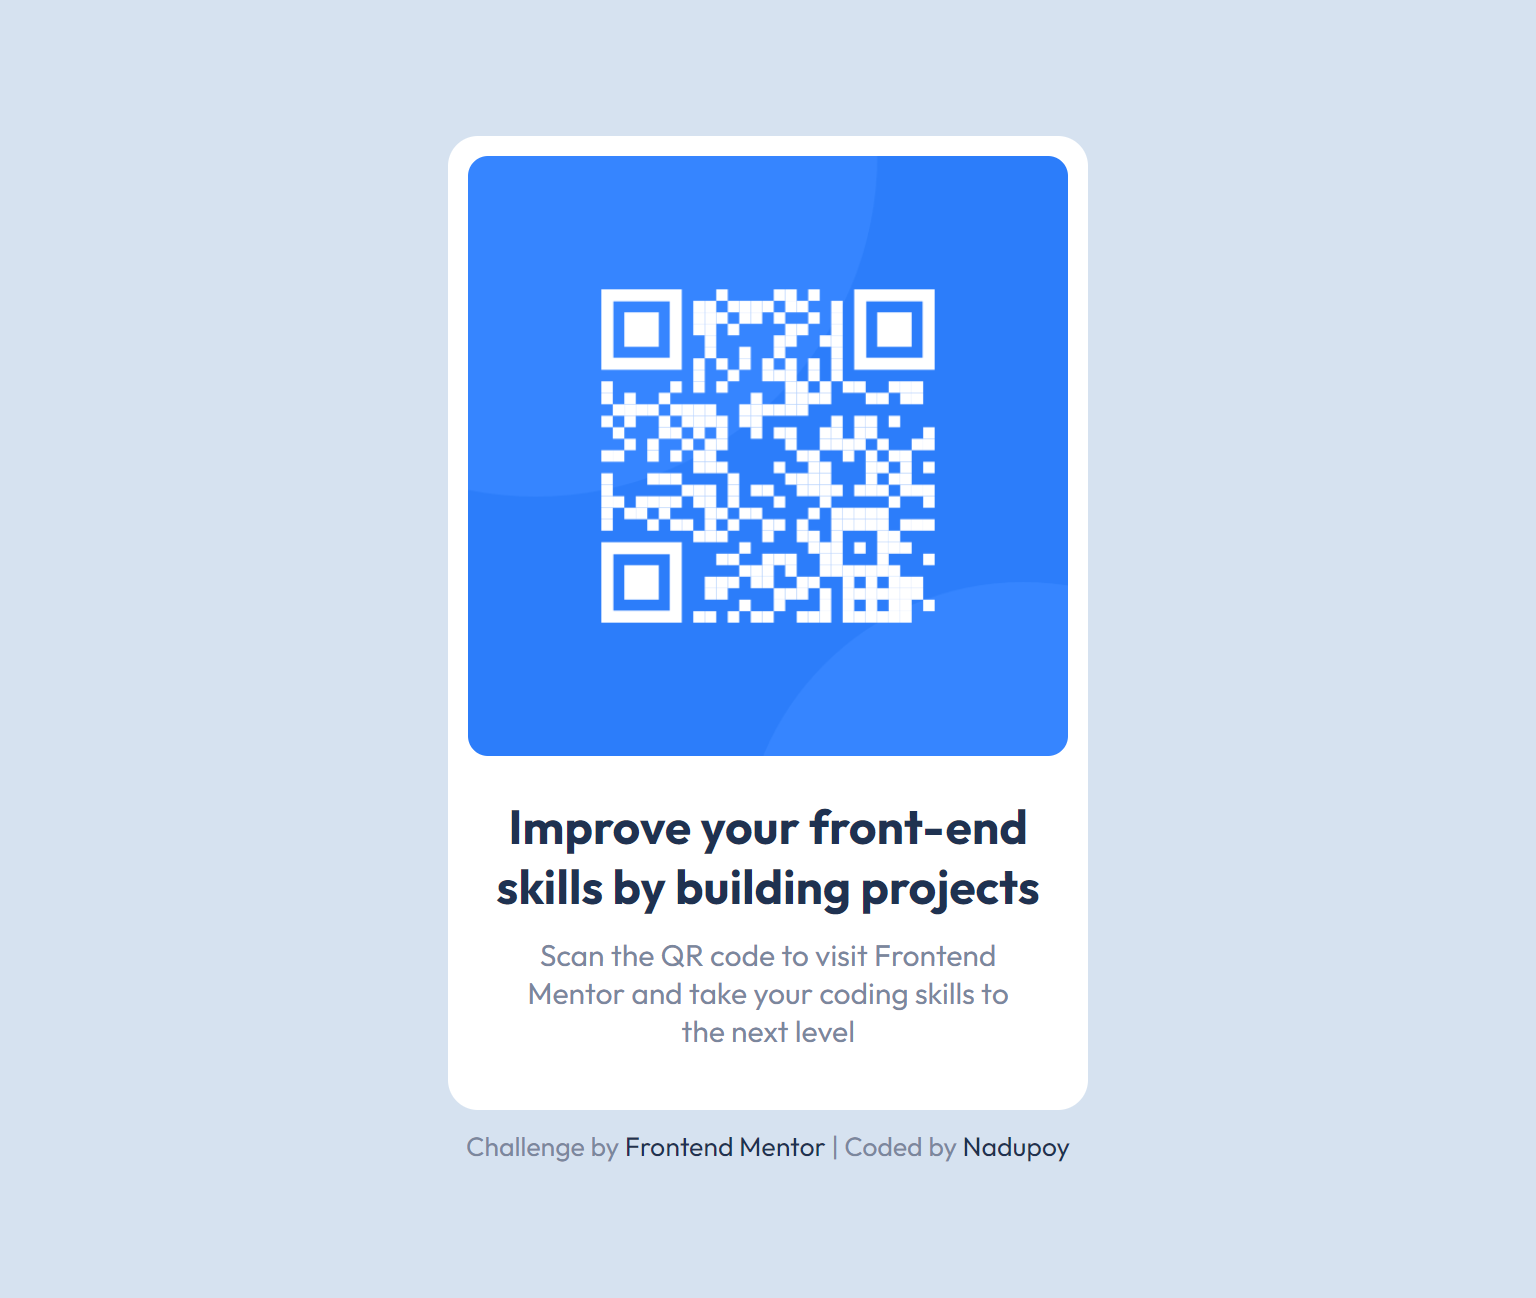 Improve your front-end
skills by building projects
Scan the QR code to visit Frontend
Mentor and take your coding skills to
the next level
Challenge by Frontend Mentor | Coded by Nadupoy